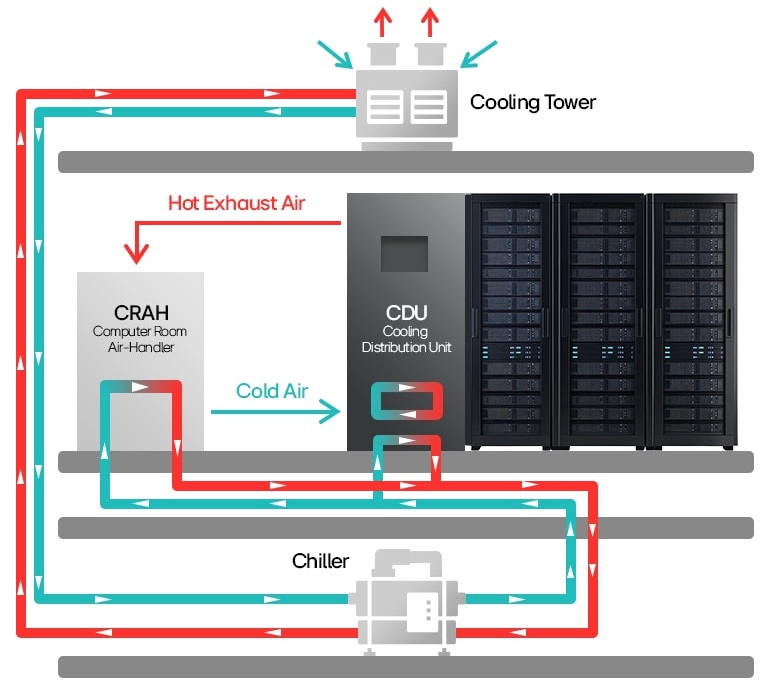 Cooling Tower
Hot Exhaust Air
CRAH
Computer Room
Air-Handler
CDU
Cooling
Distribution Unit
Cold Air
Chiller